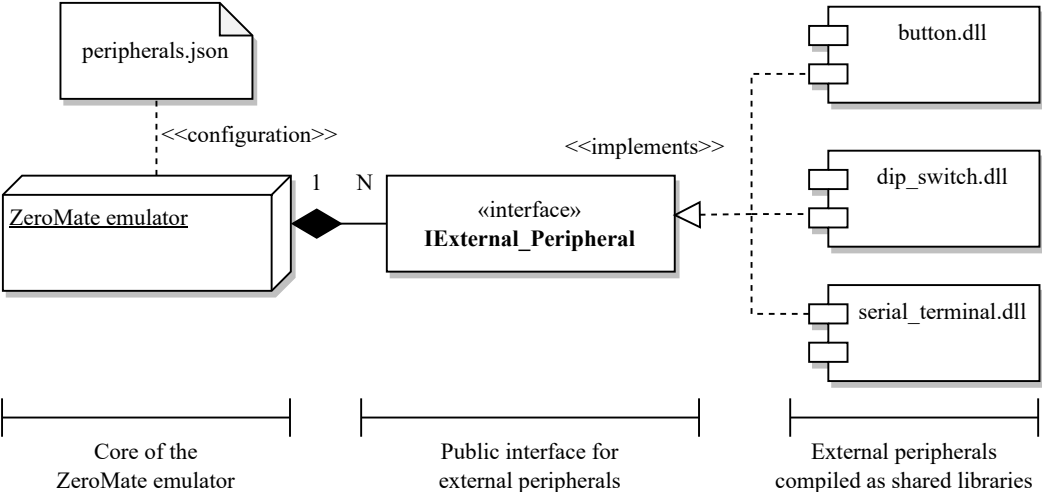 peripherals.json
<<configuration>>
ZeroMate emulator
1
N
«interface»
IExternal_Peripheral
<<implements>>
button.dll
dip_switch.dll
serial_terminal.dll
Core of the
ZeroMate emulator
Public interface for
external peripherals
External peripherals
compiled as shared libraries